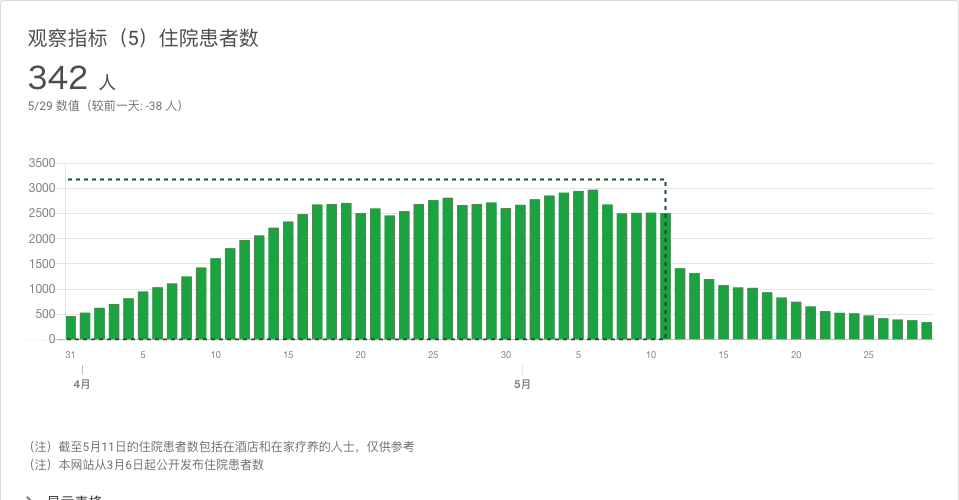 观察指标（5）住院患者数
342 人
5/29 数值（较前一天: -38 人）
3500
3000
2500
2000
1500
1000
500
0
31 5 10 15 20 25 30 5 10 15 20 25
4月 5月
（注）截至5月11日的住院患者数包括在酒店和在家疗养的人士，仅供参考
（注）本网站从3月6日起公开发布住院患者数